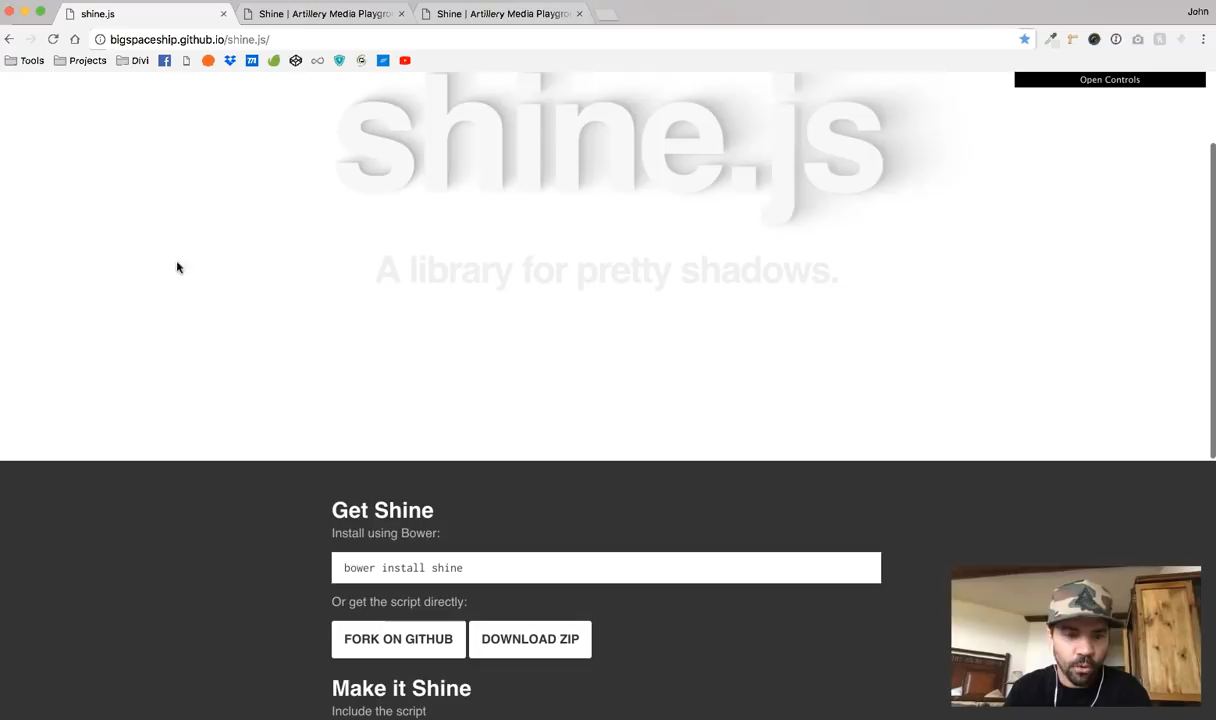 shine.js
Shine | Artillery Media Playgro
Shine | Artillery Media Playgro
John
bigspaceship.github.io/shine.js/
Tools Projects Divi
Open Controls
shine.js
A library for pretty shadows.
Get Shine
Install using Bower:
bower install shine
Or get the script directly:
FORK ON GITHUB DOWNLOAD ZIP
Make it Shine
Include the script